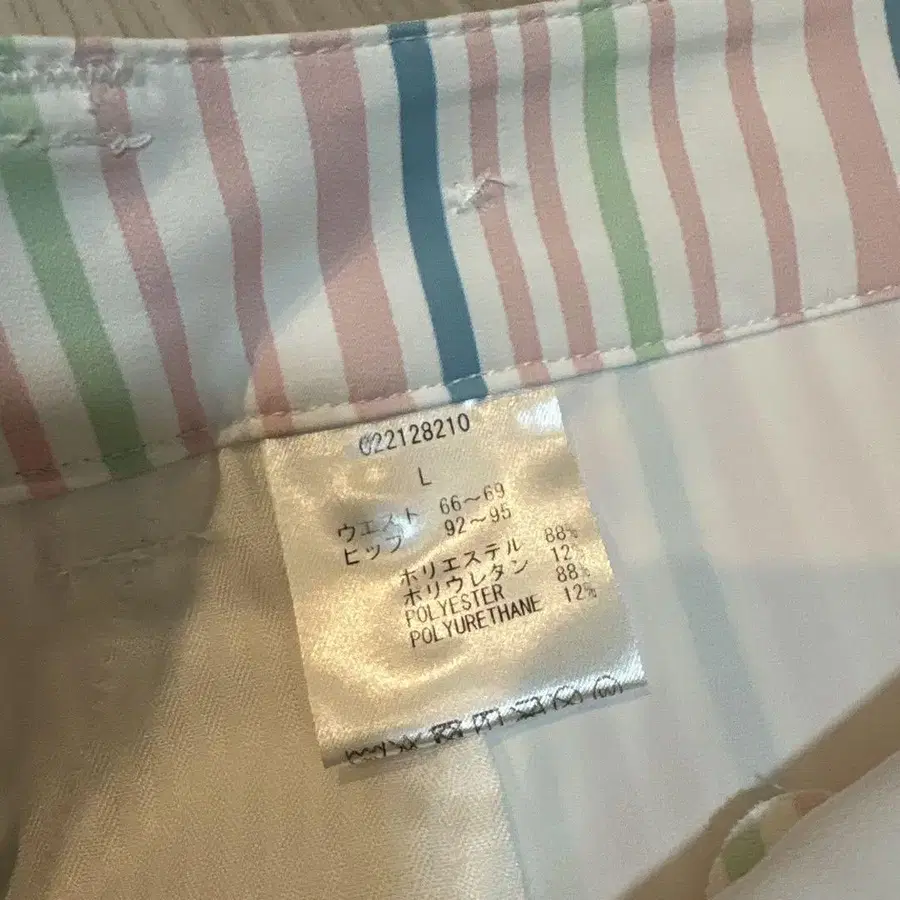 022128210
L
ウエスト 66～69
ヒップ 92～95
ポリエステル 88%
ポリウレタン 12%
POLYESTER 88%
POLYURETHANE 12%